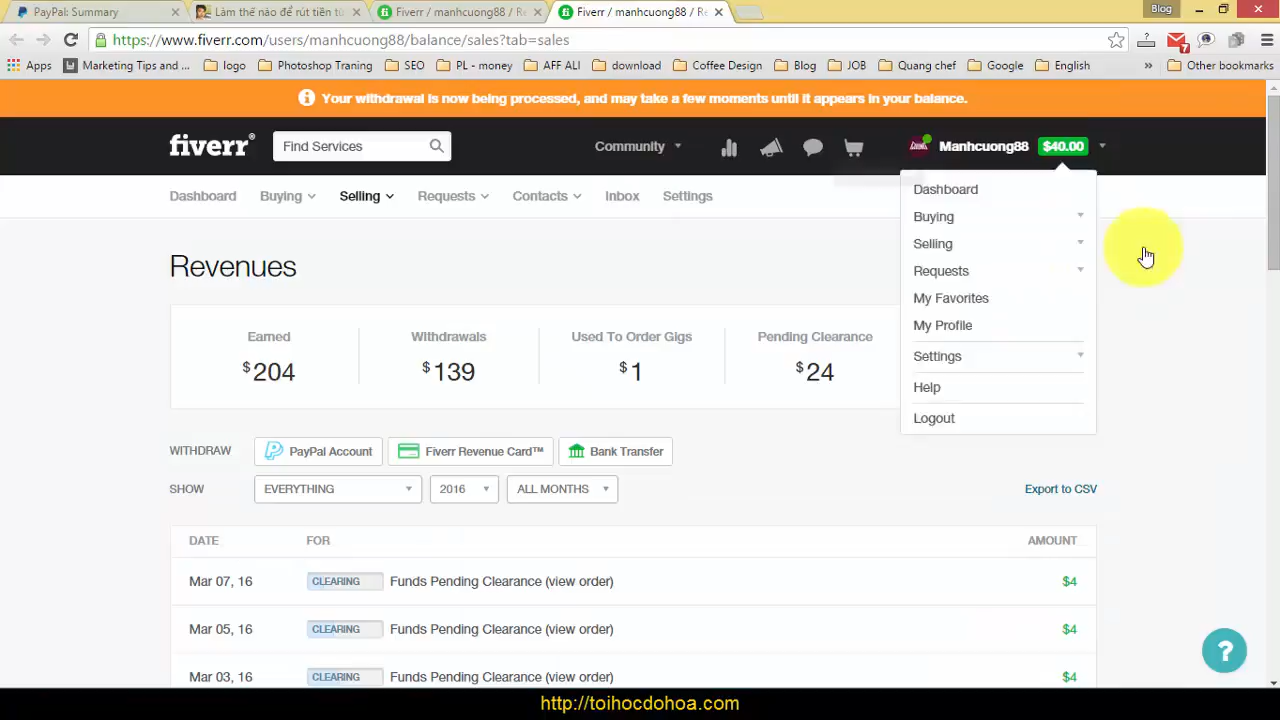 PayPal: Summary
Làm thế nào để rút tiền từ
Fiverr / manhcuong88 / Re
Fiverr / manhcuong88 / Re
Blog
https://www.fiverr.com/users/manhcuong88/balance/sales?tab=sales
7
Apps
Marketing Tips and ...
logo
Photoshop Traning
SEO
PL - money
AFF ALI
download
Coffee Design
Blog
JOB
Quang chef
Google
English
»
Other bookmarks
Your withdrawal is now being processed, and may take a few moments until it appears in your balance.
fiverr®
Find Services
Community
Manhcuong88
$40.00
Dashboard
Buying
Selling
Requests
Contacts
Inbox
Settings
Dashboard
Buying
Selling
Requests
My Favorites
My Profile
Settings
Help
Logout
Revenues
Earned
$204
Withdrawals
$139
Used To Order Gigs
$1
Pending Clearance
$24
WITHDRAW
PayPal Account
Fiverr Revenue Card™
Bank Transfer
SHOW
EVERYTHING
2016
ALL MONTHS
Export to CSV
DATE
FOR
AMOUNT
Mar 07, 16
CLEARING
Funds Pending Clearance (view order)
$4
Mar 05, 16
CLEARING
Funds Pending Clearance (view order)
$4
Mar 03, 16
CLEARING
Funds Pending Clearance (view order)
$4
?
http://toihocdohoa.com